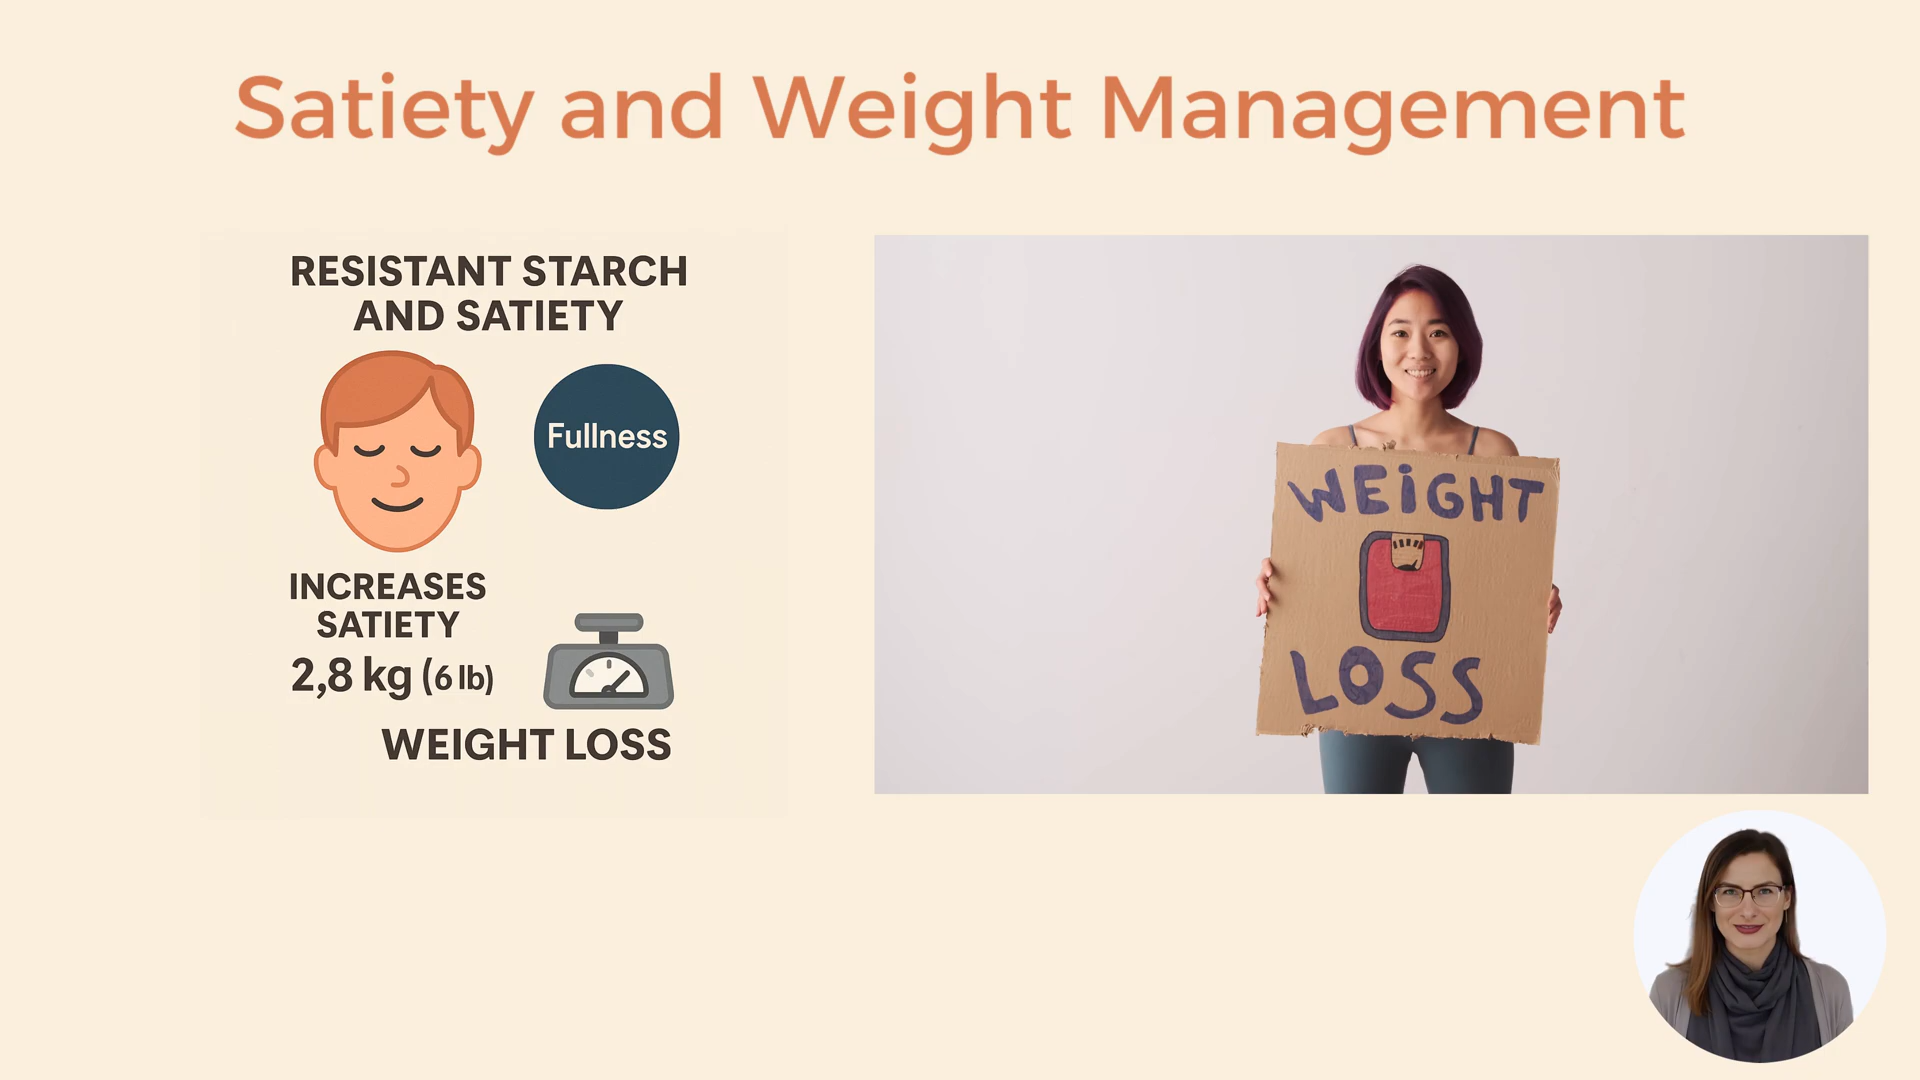 Satiety and Weight Management
RESISTANT STARCH
AND SATIETY
Fullness
INCREASES
SATIETY
2,8 kg (6 lb)
WEIGHT LOSS
WEiGHT
LOSS